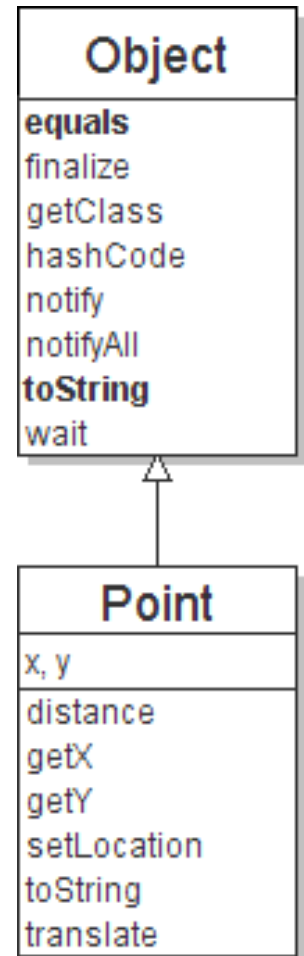 Object
equals
finalize
getClass
hashCode
notify
notifyAll
toString
wait
Point
x, y
distance
getX
getY
setLocation
toString
translate